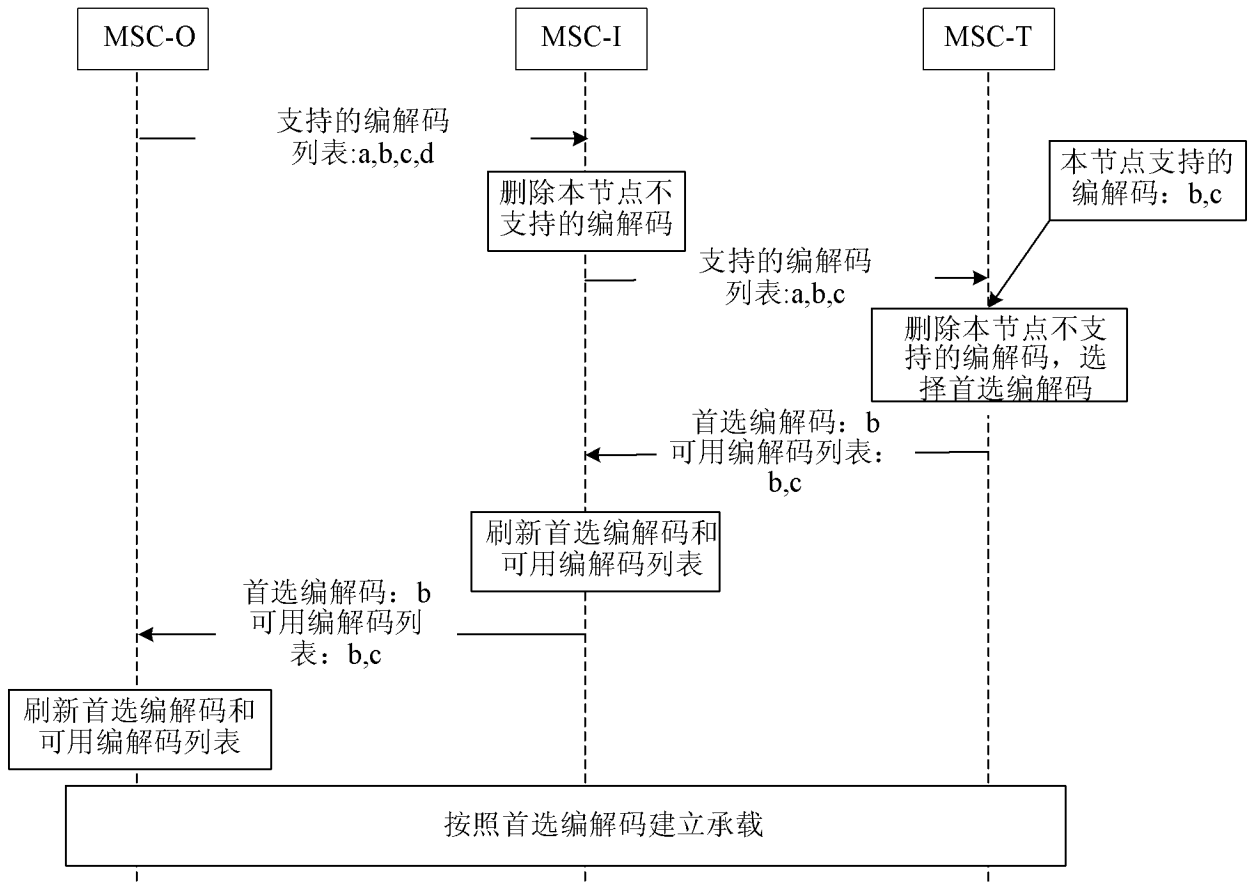 MSC-O
MSC-I
MSC-T
支持的编解码
列表:a,b,c,d
本节点支持的
编解码：b,c
删除本节点不
支持的编解码
支持的编解码
列表:a,b,c
删除本节点不支
持的编解码，选
择首选编解码
首选编解码：b
可用编解码列表：
b,c
刷新首选编解码和
可用编解码列表
首选编解码：b
可用编解码列
表：b,c
刷新首选编解码和
可用编解码列表
按照首选编解码建立承载